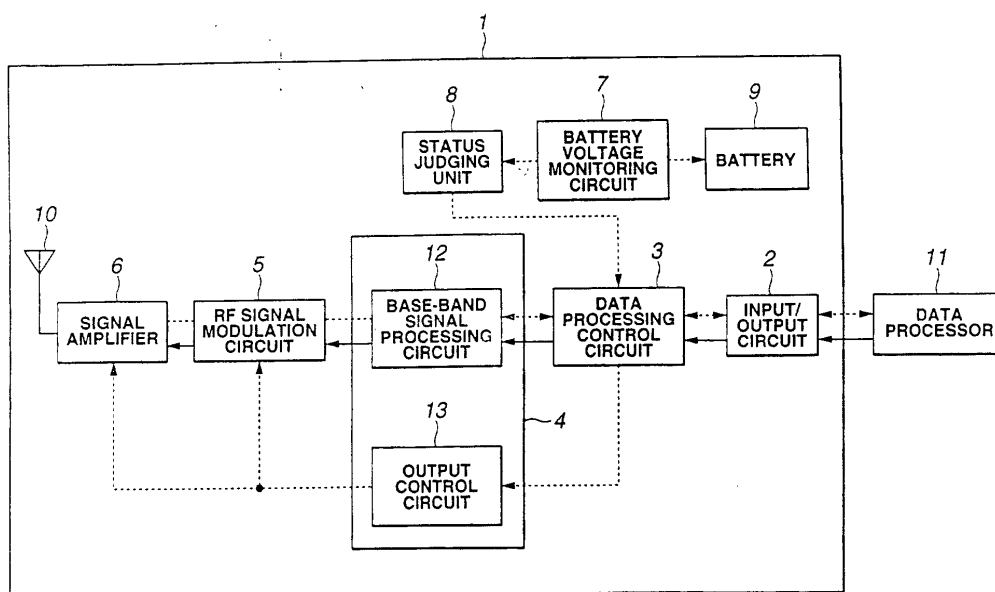 1
8
7
9
STATUS
JUDGING
UNIT
BATTERY
VOLTAGE
MONITORING
CIRCUIT
BATTERY
10
6
5
12
3
2
11
SIGNAL
AMPLIFIER
RF SIGNAL
MODULATION
CIRCUIT
BASE-BAND
SIGNAL
PROCESSING
CIRCUIT
DATA
PROCESSING
CONTROL
CIRCUIT
INPUT/
OUTPUT
CIRCUIT
DATA
PROCESSOR
13
4
OUTPUT
CONTROL
CIRCUIT